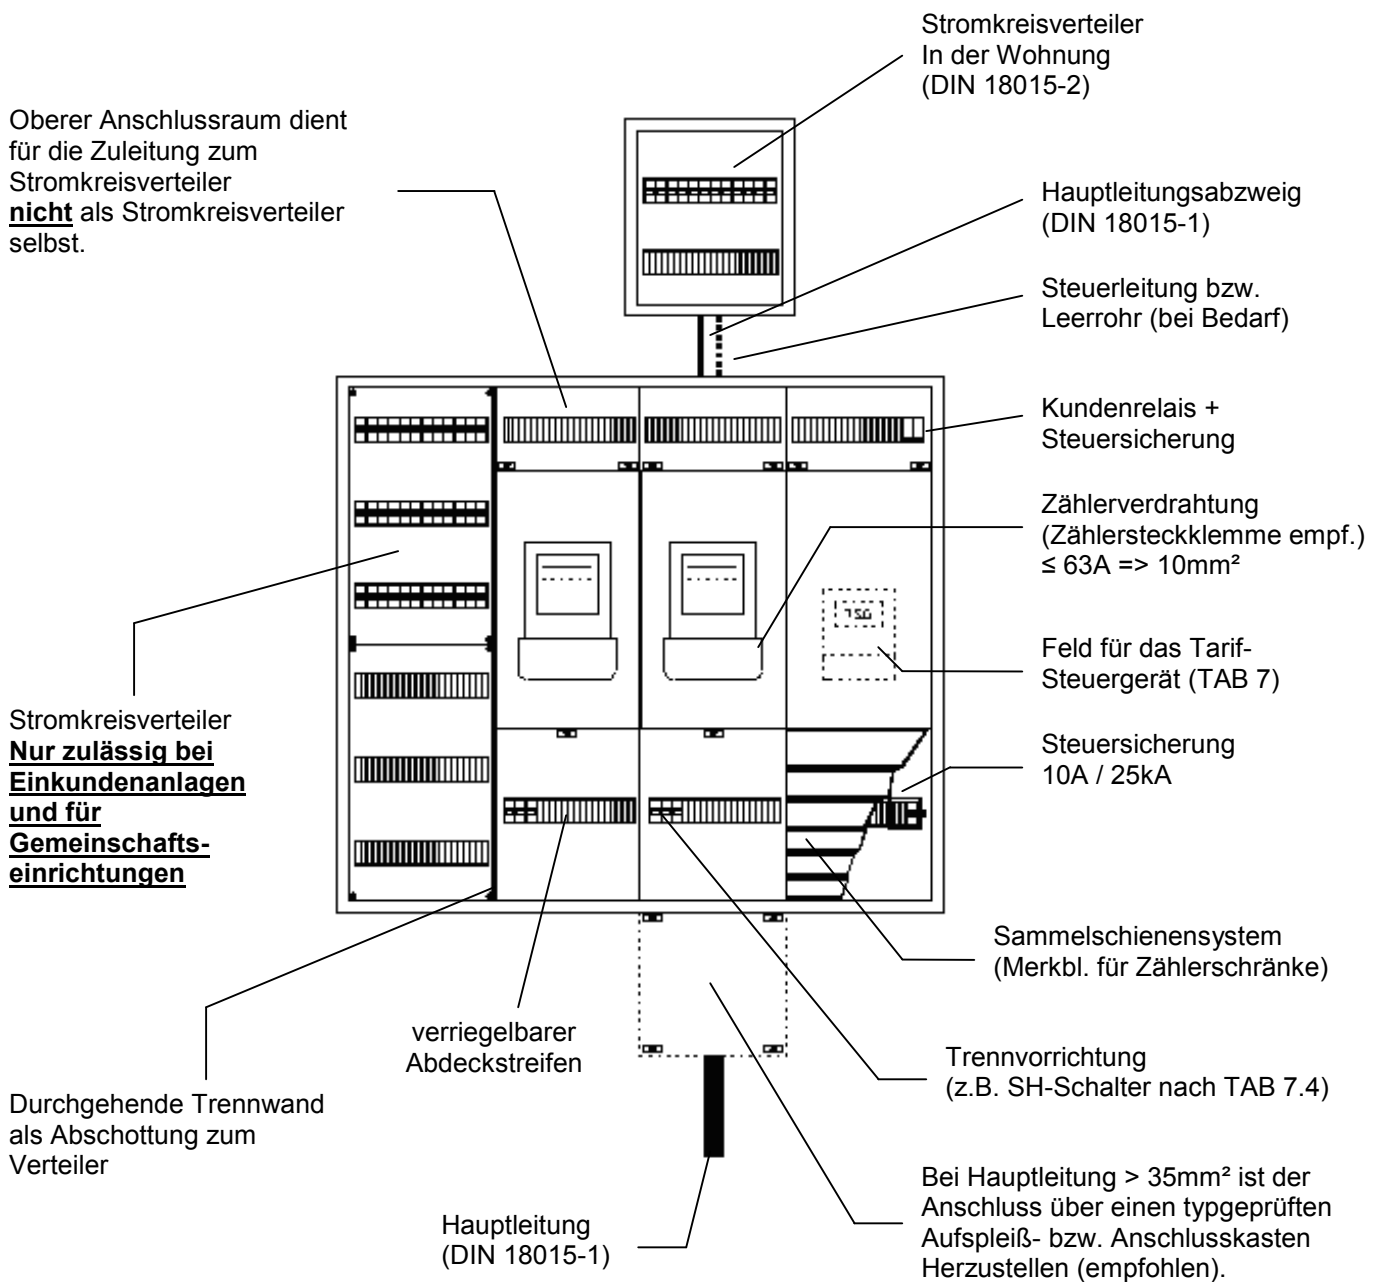 Stromkreisverteiler
In der Wohnung
(DIN 18015-2)
Oberer Anschlussraum dient
für die Zuleitung zum
Stromkreisverteiler
nicht als Stromkreisverteiler
selbst.
Hauptleitungsabzweig
(DIN 18015-1)
Steuerleitung bzw.
Leerrohr (bei Bedarf)
Kundenrelais +
Steuersicherung
Zählerverdrahtung
(Zählersteckklemme empf.)
≤ 63A => 10mm²
Feld für das Tarif-
Steuergerät (TAB 7)
Stromkreisverteiler
Nur zulässig bei
Einkundenanlagen
und für
Gemeinschafts-
einrichtungen
Steuersicherung
10A / 25kA
Sammelschienensystem
(Merkbl. für Zählerschränke)
verriegelbarer
Abdeckstreifen
Trennvorrichtung
(z.B. SH-Schalter nach TAB 7.4)
Durchgehende Trennwand
als Abschottung zum
Verteiler
Hauptleitung
(DIN 18015-1)
Bei Hauptleitung > 35mm² ist der
Anschluss über einen typgeprüften
Aufspleiß- bzw. Anschlusskasten
Herzustellen (empfohlen).